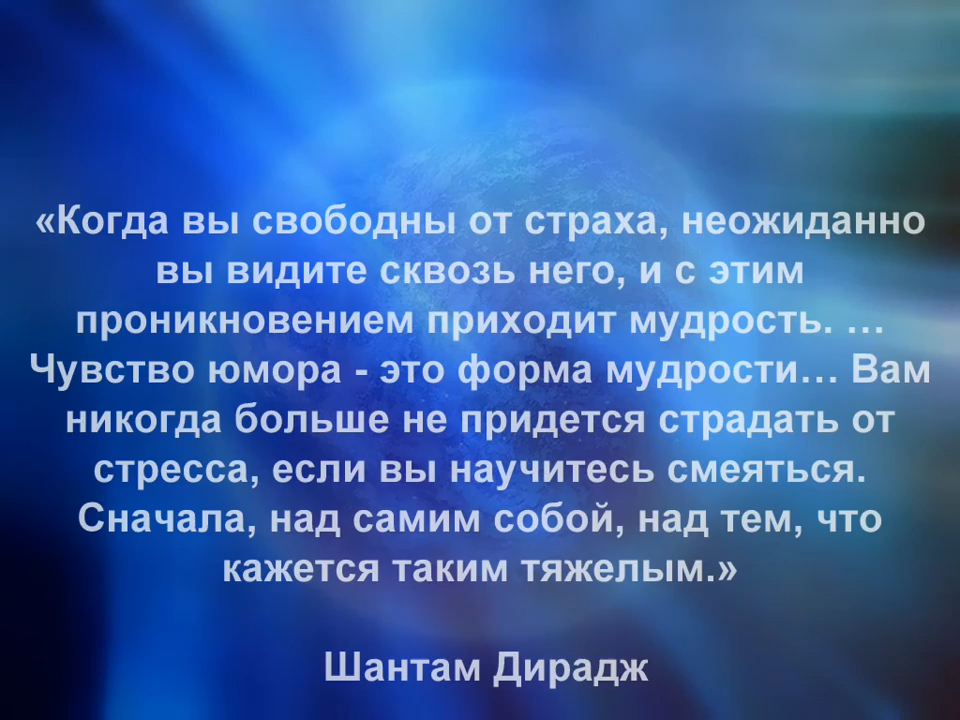 «Когда вы свободны от страха, неожиданно
вы видите сквозь него, и с этим
проникновением приходит мудрость. …
Чувство юмора - это форма мудрости… Вам
никогда больше не придется страдать от
стресса, если вы научитесь смеяться.
Сначала, над самим собой, над тем, что
кажется таким тяжелым.»
Шантам Дирадж